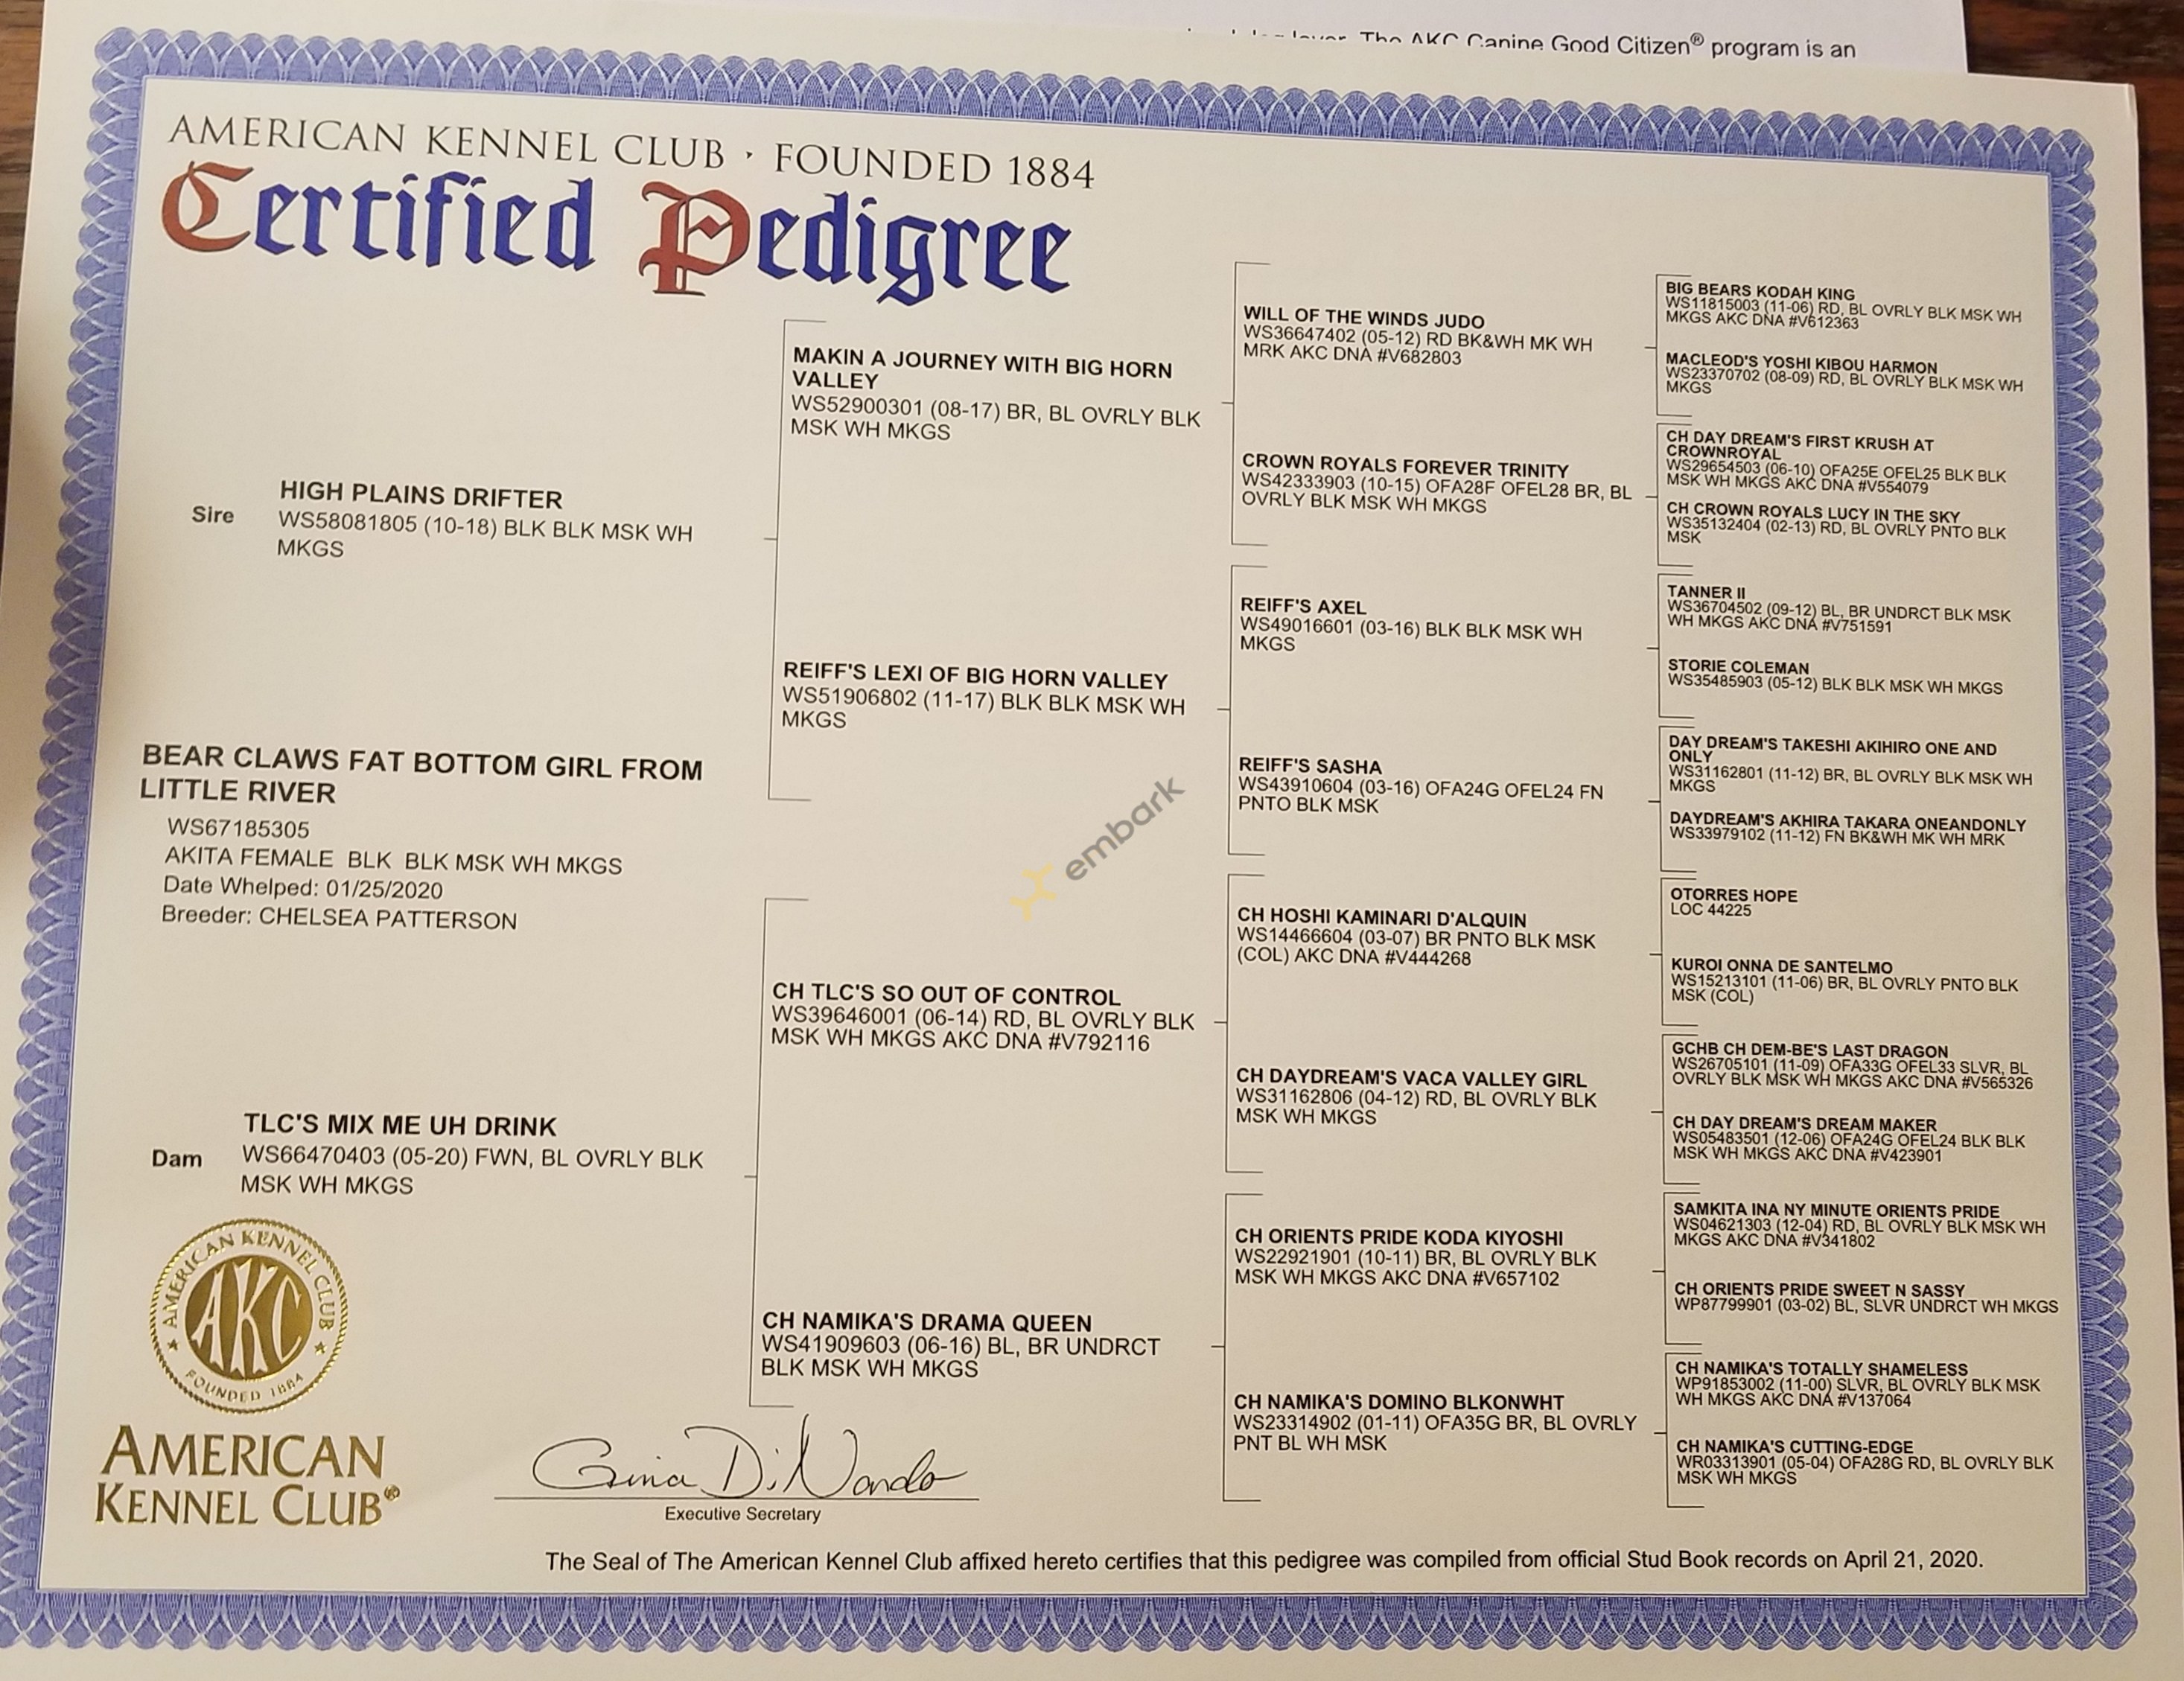 The AKC Canine Good Citizen® program is an
AMERICAN KENNEL CLUB · FOUNDED 1884
Certified Pedigree
Sire
HIGH PLAINS DRIFTER
WS58081805 (10-18) BLK BLK MSK WH
MKGS
BEAR CLAWS FAT BOTTOM GIRL FROM
LITTLE RIVER
WS67185305
AKITA FEMALE  BLK  BLK MSK WH MKGS
Date Whelped: 01/25/2020
Breeder: CHELSEA PATTERSON
Dam
TLC'S MIX ME UH DRINK
WS66470403 (05-20) FWN, BL OVRLY BLK
MSK WH MKGS
MAKIN A JOURNEY WITH BIG HORN
VALLEY
WS52900301 (08-17) BR, BL OVRLY BLK
MSK WH MKGS
REIFF'S LEXI OF BIG HORN VALLEY
WS51906802 (11-17) BLK BLK MSK WH
MKGS
CH TLC'S SO OUT OF CONTROL
WS39646001 (06-14) RD, BL OVRLY BLK
MSK WH MKGS AKC DNA #V792116
CH NAMIKA'S DRAMA QUEEN
WS41909603 (06-16) BL, BR UNDRCT
BLK MSK WH MKGS
WILL OF THE WINDS JUDO
WS36647402 (05-12) RD BK&WH MK WH
MRK AKC DNA #V682803
CROWN ROYALS FOREVER TRINITY
WS42333903 (10-15) OFA28F OFEL28 BR, BL
OVRLY BLK MSK WH MKGS
REIFF'S AXEL
WS49016601 (03-16) BLK BLK MSK WH
MKGS
REIFF'S SASHA
WS43910604 (03-16) OFA24G OFEL24 FN
PNTO BLK MSK
CH HOSHI KAMINARI D'ALQUIN
WS14466604 (03-07) BR PNTO BLK MSK
(COL) AKC DNA #V444268
CH DAYDREAM'S VACA VALLEY GIRL
WS31162806 (04-12) RD, BL OVRLY BLK
MSK WH MKGS
CH ORIENTS PRIDE KODA KIYOSHI
WS22921901 (10-11) BR, BL OVRLY BLK
MSK WH MKGS AKC DNA #V657102
CH NAMIKA'S DOMINO BLKONWHT
WS23314902 (01-11) OFA35G BR, BL OVRLY
PNT BL WH MSK
BIG BEARS KODAH KING
WS11815003 (11-06) RD, BL OVRLY BLK MSK WH
MKGS AKC DNA #V612363
MACLEOD'S YOSHI KIBOU HARMON
WS23370702 (08-09) RD, BL OVRLY BLK MSK WH
MKGS
CH DAY DREAM'S FIRST KRUSH AT
CROWNROYAL
WS29654503 (06-10) OFA25E OFEL25 BLK BLK
MSK WH MKGS AKC DNA #V554079
CH CROWN ROYALS LUCY IN THE SKY
WS35132404 (02-13) RD, BL OVRLY PNTO BLK
MSK
TANNER II
WS36704502 (09-12) BL, BR UNDRCT BLK MSK
WH MKGS AKC DNA #V751591
STORIE COLEMAN
WS35485903 (05-12) BLK BLK MSK WH MKGS
DAY DREAM'S TAKESHI AKIHIRO ONE AND
ONLY
WS31162801 (11-12) BR, BL OVRLY BLK MSK WH
MKGS
DAYDREAM'S AKHIRA TAKARA ONEANDONLY
WS33979102 (11-12) FN BK&WH MK WH MRK
OTORRES HOPE
LOC 44225
KUROI ONNA DE SANTELMO
WS15213101 (11-06) BR, BL OVRLY PNTO BLK
MSK (COL)
GCHB CH DEM-BE'S LAST DRAGON
WS26705101 (11-09) OFA33G OFEL33 SLVR, BL
OVRLY BLK MSK WH MKGS AKC DNA #V565326
CH DAY DREAM'S DREAM MAKER
WS05483501 (12-06) OFA24G OFEL24 BLK BLK
MSK WH MKGS AKC DNA #V423901
SAMKITA INA NY MINUTE ORIENTS PRIDE
WS04621303 (12-04) RD, BL OVRLY BLK MSK WH
MKGS AKC DNA #V341802
CH ORIENTS PRIDE SWEET N SASSY
WP87799901 (03-02) BL, SLVR UNDRCT WH MKGS
CH NAMIKA'S TOTALLY SHAMELESS
WP91853002 (11-00) SLVR, BL OVRLY BLK MSK
WH MKGS AKC DNA #V137064
CH NAMIKA'S CUTTING-EDGE
WR03313901 (05-04) OFA28G RD, BL OVRLY BLK
MSK WH MKGS
embark
AMERICAN KENNEL CLUB
AKC
FOUNDED 1884
AMERICAN
KENNEL CLUB®
Gina DiNardo
Executive Secretary
The Seal of The American Kennel Club affixed hereto certifies that this pedigree was compiled from official Stud Book records on April 21, 2020.